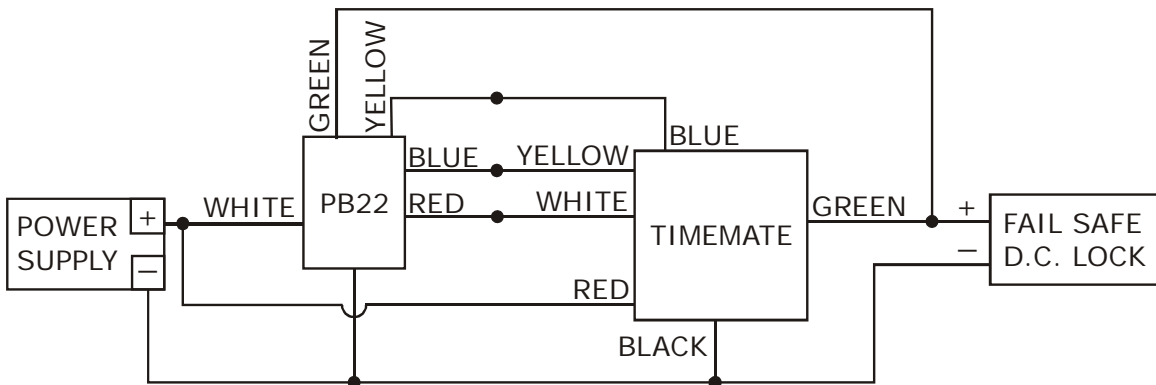 GREEN
YELLOW
BLUE
BLUE YELLOW
WHITE PB22 RED WHITE GREEN
+
POWER
SUPPLY
−
TIMEMATE
+
−
FAIL SAFE
D.C. LOCK
RED
BLACK